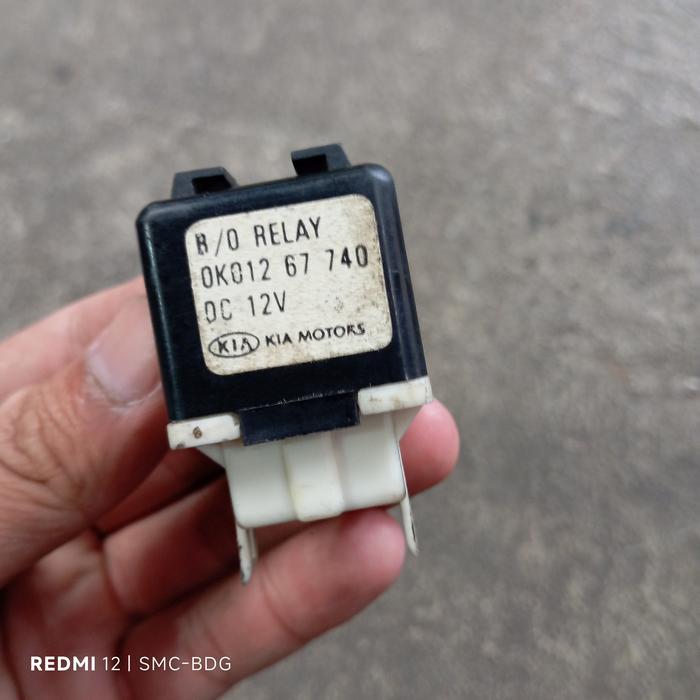 B/O RELAY
0K012 67 740
DC 12V
KIA KIA MOTORS
REDMI 12 | SMC-BDG